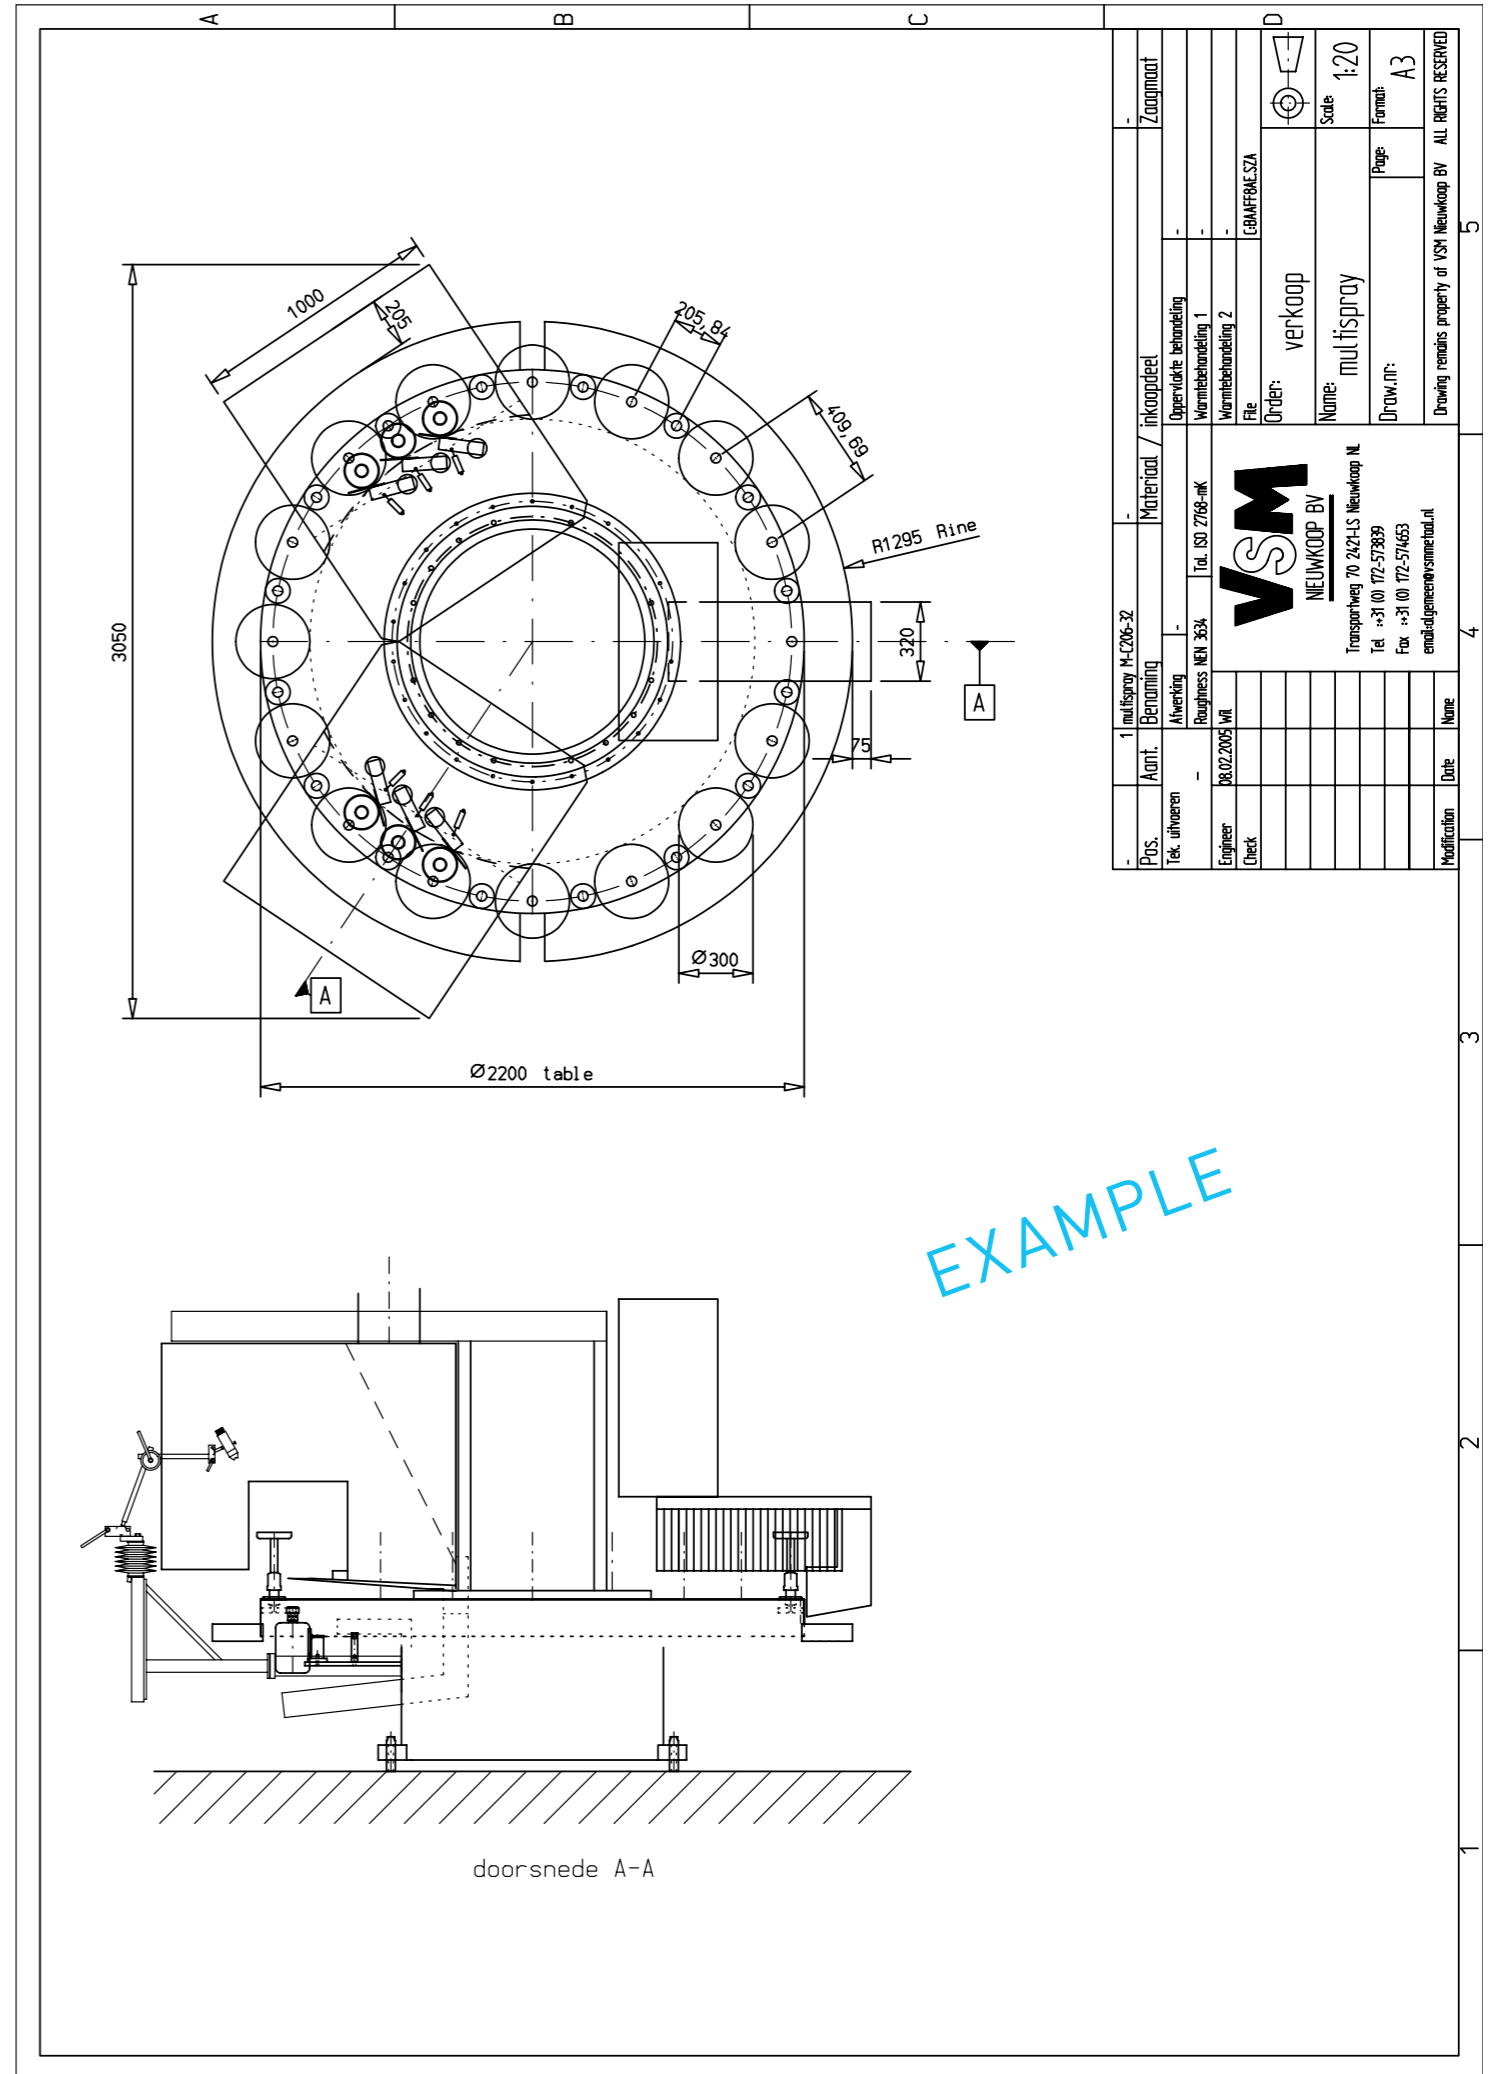 A
B
C
D
5
4
3
2
1
1000
205
205,84
409,69
R1295 Rine
3050
320
A
75
A
Ø300
Ø2200 table
EXAMPLE
doorsnede A-A
- 1 multispray M-C206-32 - -
Pos. Aant. Benaming Materiaal / inkoopdeel Zaagmaat
Tek. uitvoeren - Afwerking - Oppervlakte behandeling -
Roughness NEN 3634 Tol. ISO 2768-mK Warmtebehandeling 1 -
Engineer 08.02.2005 Wil Warmtebehandeling 2 -
Check File C:BAAFF8AE.SZA
Order: verkoop
Name: multispray
Scale: 1:20
Draw.nr:
Page:
Format: A3
VSM
NIEUWKOOP BV
Transportweg 70 2421-LS Nieuwkoop NL
Tel :+31 (0) 172-573839
Fax :+31 (0) 172-574653
email:algemeen@vsmmetaal.nl
Modification Date Name
Drawing remains property of VSM Nieuwkoop BV ALL RIGHTS RESERVED